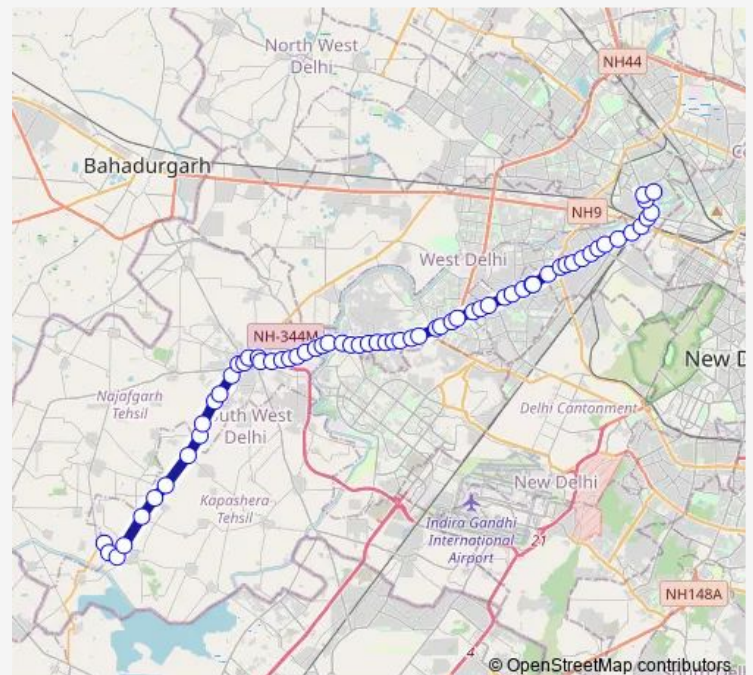 North West
Delhi
NH44
Bahadurgarh
NH9
West Delhi
NH-344M
New D
Najafgarh
Tehsil
uth West
Delhi
Delhi Cantonment
Kapashera
Tehsil
New Delhi
Indira Gandhi
International
Airport
21
NH148A
4
© OpenStreetMap contributors